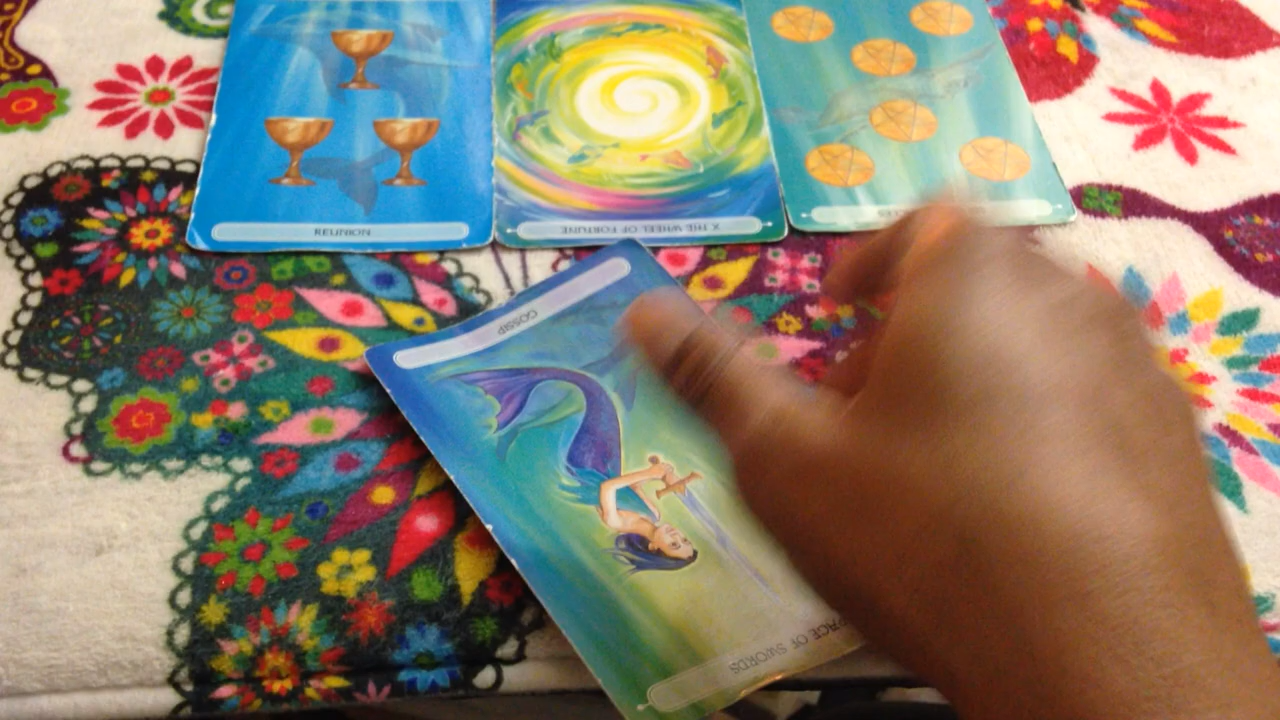 REUNION
X THE WHEEL OF FORTUNE
GOSSIP
PAGE OF SWORDS